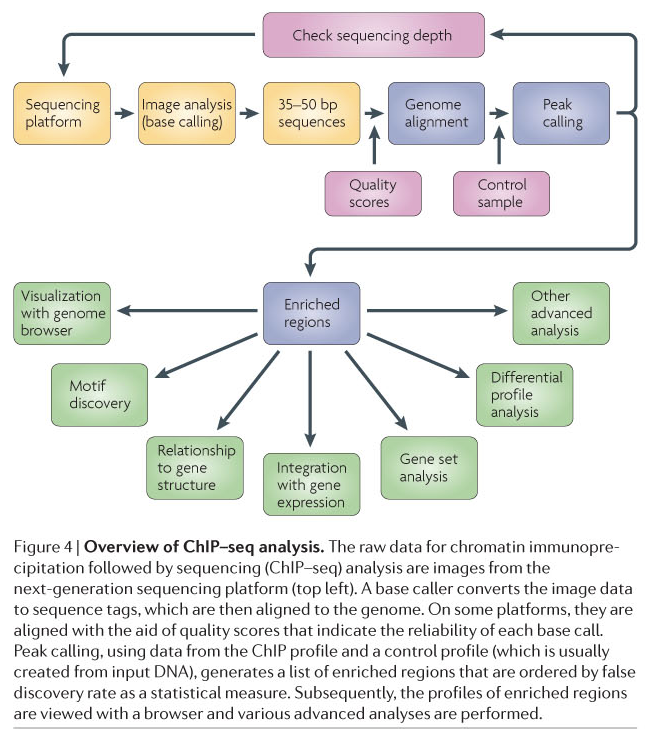 Check sequencing depth
Sequencing
platform
Image analysis
(base calling)
35–50 bp
sequences
Genome
alignment
Peak
calling
Quality
scores
Control
sample
Visualization
with genome
browser
Enriched
regions
Other
advanced
analysis
Motif
discovery
Differential
profile
analysis
Relationship
to gene
structure
Integration
with gene
expression
Gene set
analysis
Figure 4 | Overview of ChIP–seq analysis. The raw data for chromatin immunopre-
cipitation followed by sequencing (ChIP–seq) analysis are images from the
next-generation sequencing platform (top left). A base caller converts the image data
to sequence tags, which are then aligned to the genome. On some platforms, they are
aligned with the aid of quality scores that indicate the reliability of each base call.
Peak calling, using data from the ChIP profile and a control profile (which is usually
created from input DNA), generates a list of enriched regions that are ordered by false
discovery rate as a statistical measure. Subsequently, the profiles of enriched regions
are viewed with a browser and various advanced analyses are performed.